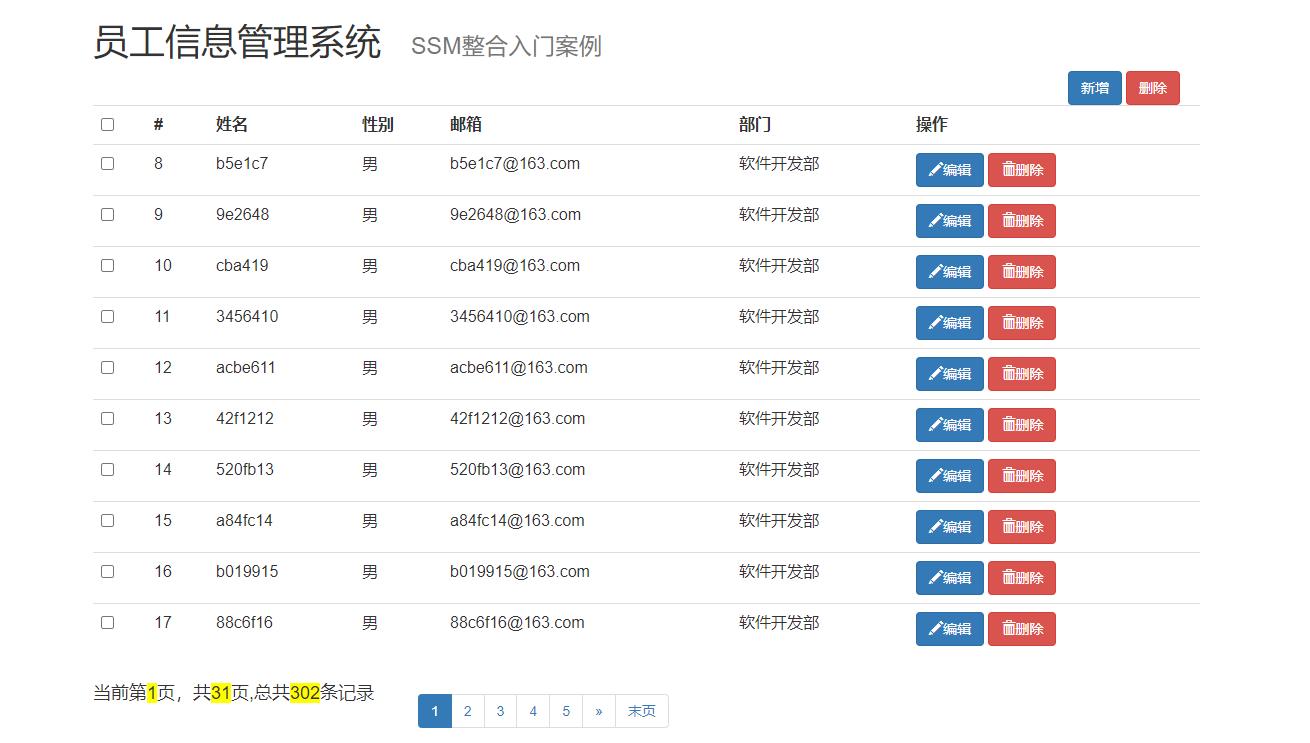 员工信息管理系统 SSM整合入门案例
新增 删除
# 姓名 性别 邮箱 部门 操作
8 b5e1c7 男 b5e1c7@163.com 软件开发部 编辑 删除
9 9e2648 男 9e2648@163.com 软件开发部 编辑 删除
10 cba419 男 cba419@163.com 软件开发部 编辑 删除
11 3456410 男 3456410@163.com 软件开发部 编辑 删除
12 acbe611 男 acbe611@163.com 软件开发部 编辑 删除
13 42f1212 男 42f1212@163.com 软件开发部 编辑 删除
14 520fb13 男 520fb13@163.com 软件开发部 编辑 删除
15 a84fc14 男 a84fc14@163.com 软件开发部 编辑 删除
16 b019915 男 b019915@163.com 软件开发部 编辑 删除
17 88c6f16 男 88c6f16@163.com 软件开发部 编辑 删除
当前第1页，共31页,总共302条记录
1 2 3 4 5 » 末页